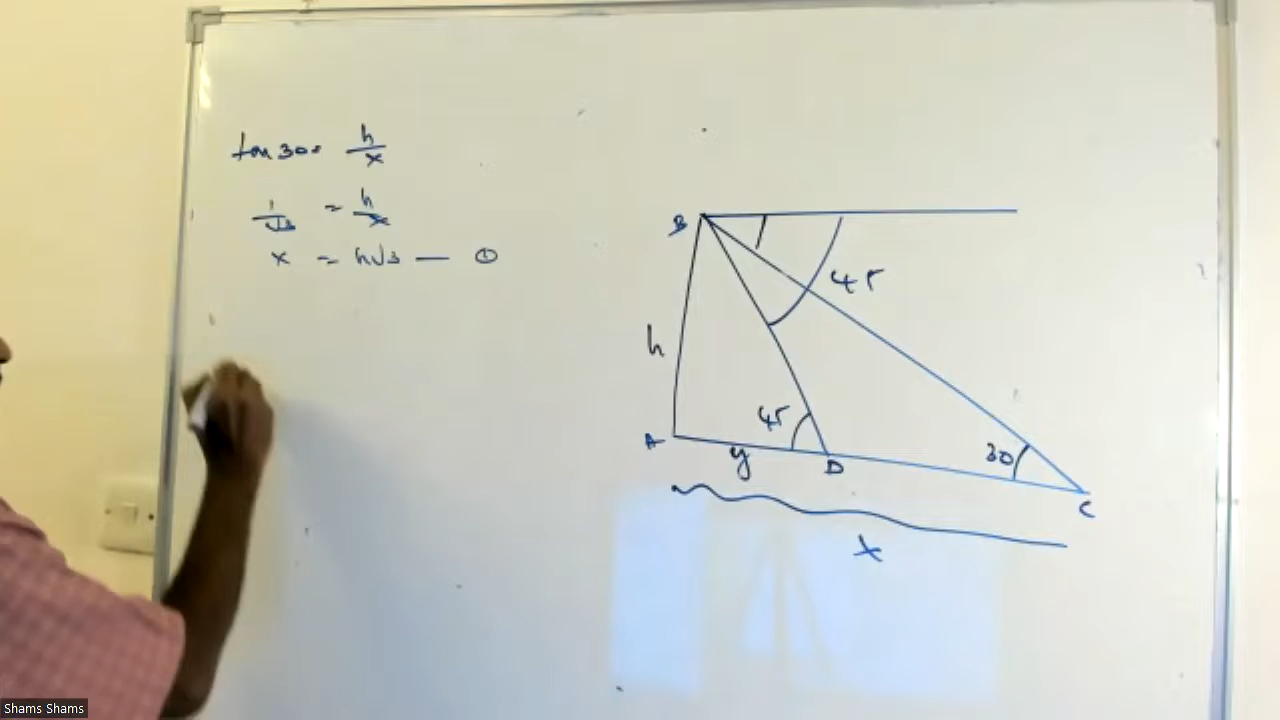 tan 30 = h/x
1/√3 = h/x
x = h√3 — ①
B
45
h
45
A
y
D
30
C
x
Shams Shams